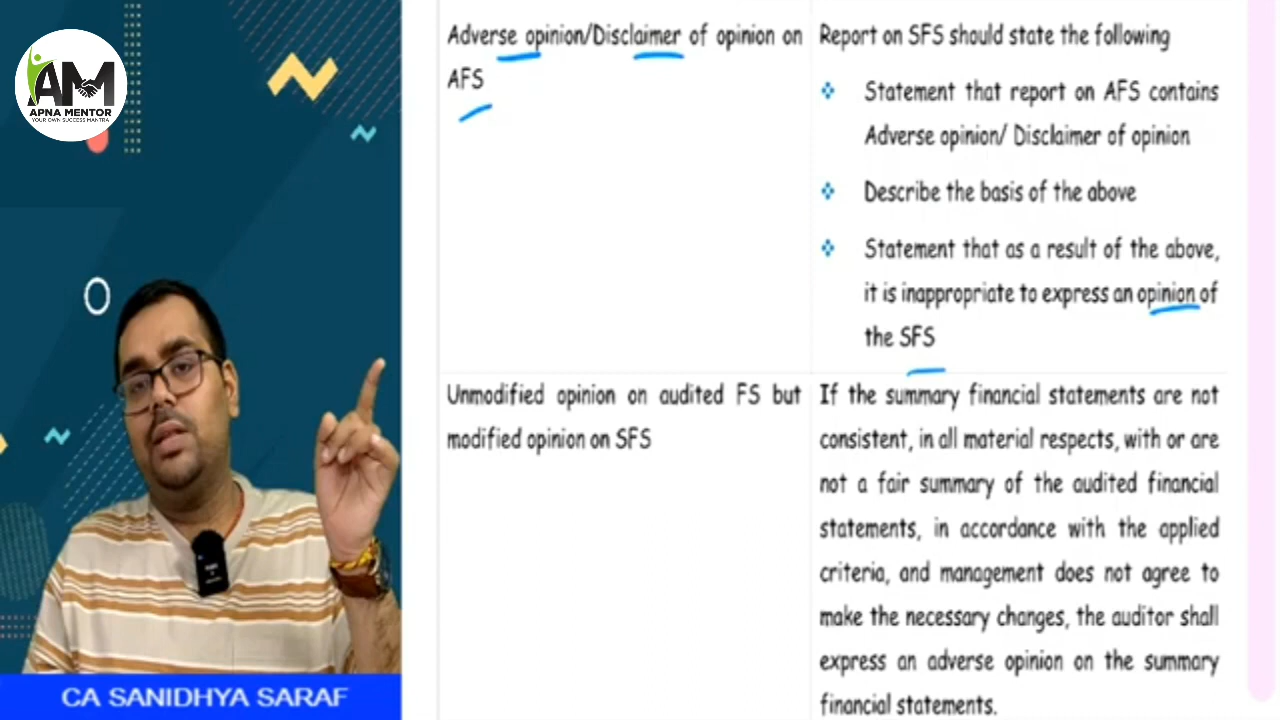 AM
APNA MENTOR
YOUR OWN SUCCESS MANTRA
CA SANIDHYA SARAF
Adverse opinion/Disclaimer of opinion on
AFS
Report on SFS should state the following
Statement that report on AFS contains
Adverse opinion/ Disclaimer of opinion
Describe the basis of the above
Statement that as a result of the above,
it is inappropriate to express an opinion of
the SFS
Unmodified opinion on audited FS but
modified opinion on SFS
If the summary financial statements are not
consistent, in all material respects, with or are
not a fair summary of the audited financial
statements, in accordance with the applied
criteria, and management does not agree to
make the necessary changes, the auditor shall
express an adverse opinion on the summary
financial statements.